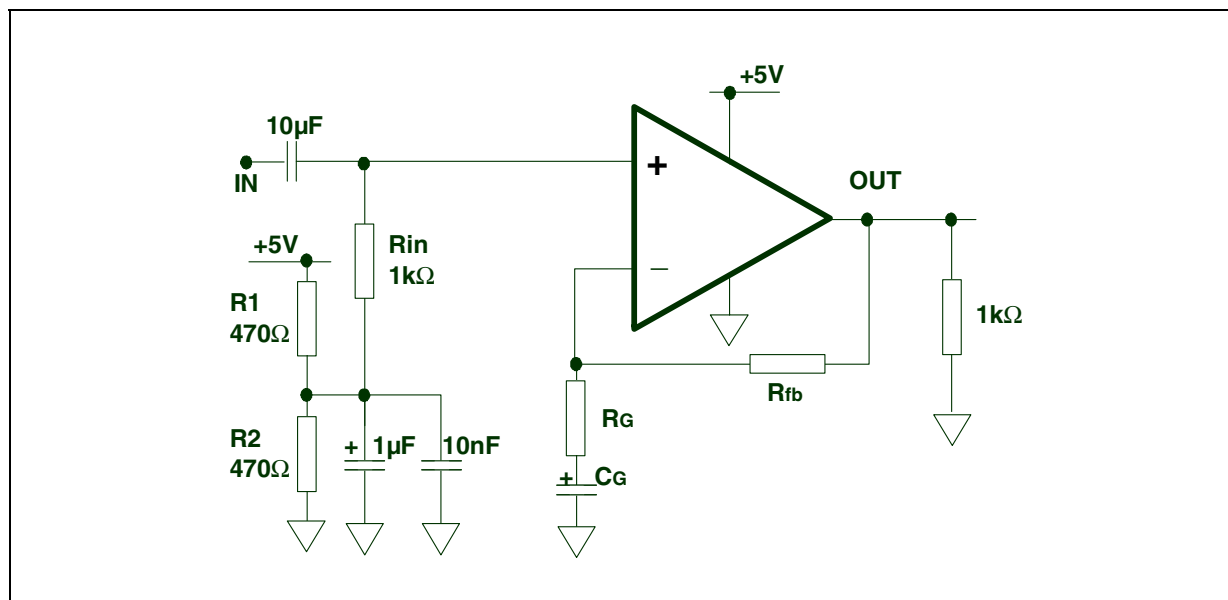 +5V
10µF
IN
+
OUT
+5V
Rin
1kΩ
−
R1
470Ω
1kΩ
Rfb
RG
R2
470Ω
+
1µF
10nF
+
CG